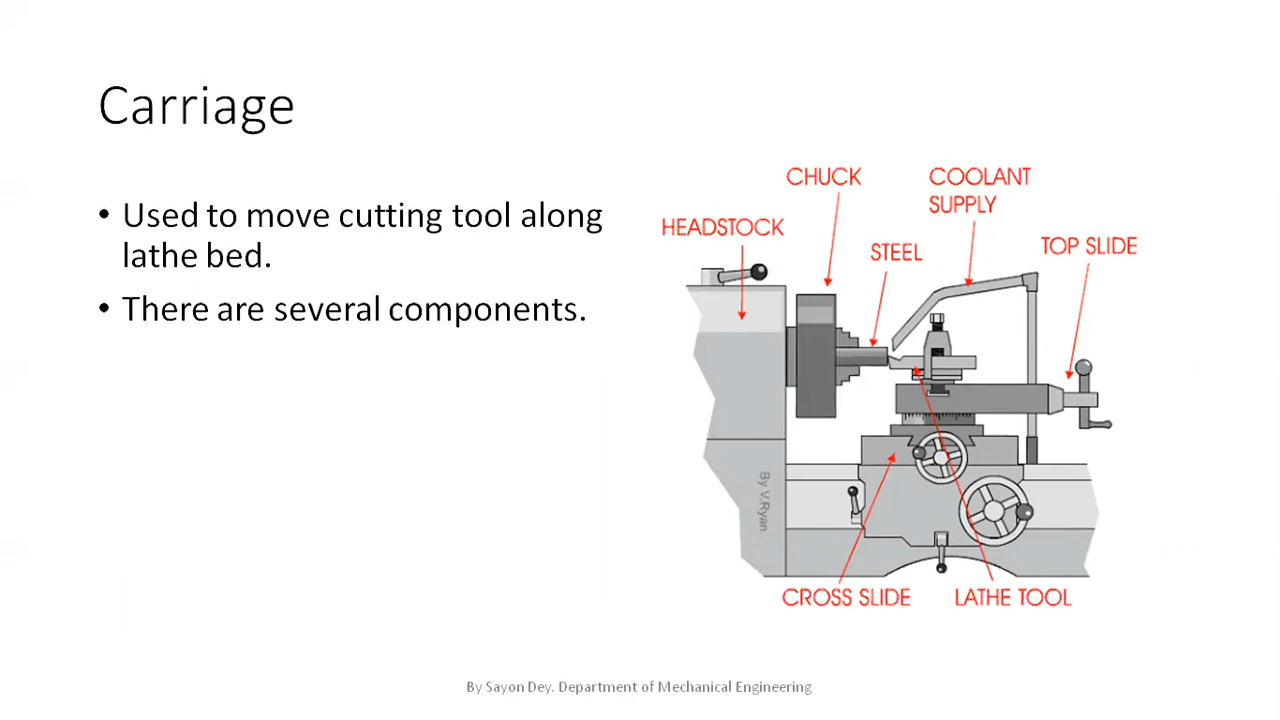 Carriage
• Used to move cutting tool along
lathe bed.
• There are several components.
CHUCK
COOLANT
SUPPLY
HEADSTOCK
STEEL
TOP SLIDE
By V.Ryan
CROSS SLIDE
LATHE TOOL
By Sayon Dey. Department of Mechanical Engineering